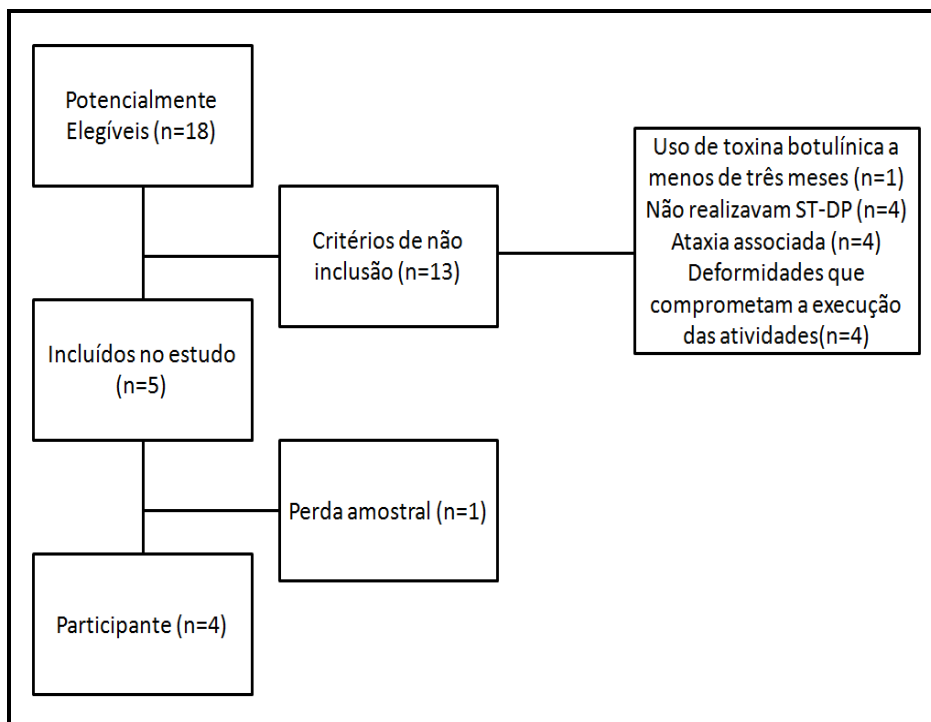 Potencialmente
Elegíveis (n=18)
Uso de toxina botulínica a
menos de três meses (n=1)
Não realizavam ST-DP (n=4)
Ataxia associada (n=4)
Deformidades que
comprometam a execução
das atividades(n=4)
Critérios de não
inclusão (n=13)
Incluídos no estudo
(n=5)
Perda amostral (n=1)
Participante (n=4)